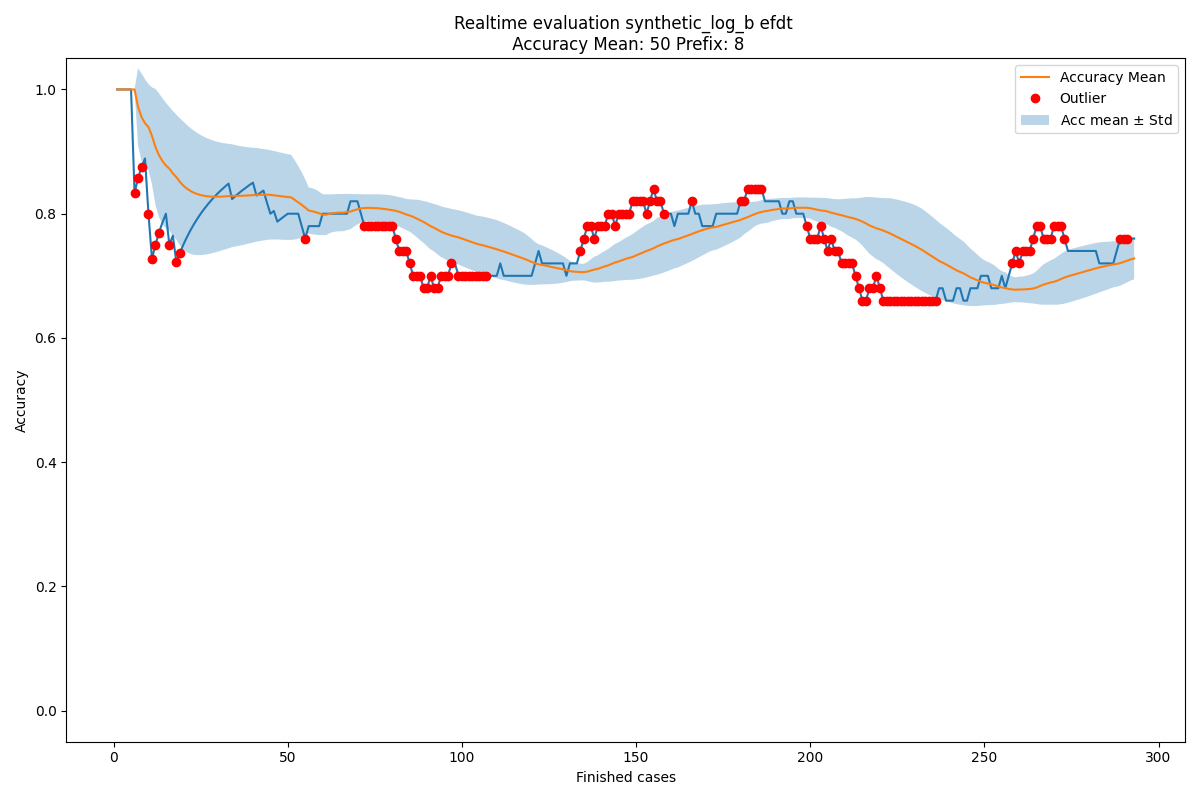 Realtime evaluation synthetic_log_b efdt
Accuracy Mean: 50 Prefix: 8
Accuracy Mean
Outlier
Acc mean ± Std
1.0
0.8
0.6
0.4
0.2
0.0
Accuracy
0
50
100
150
200
250
300
Finished cases